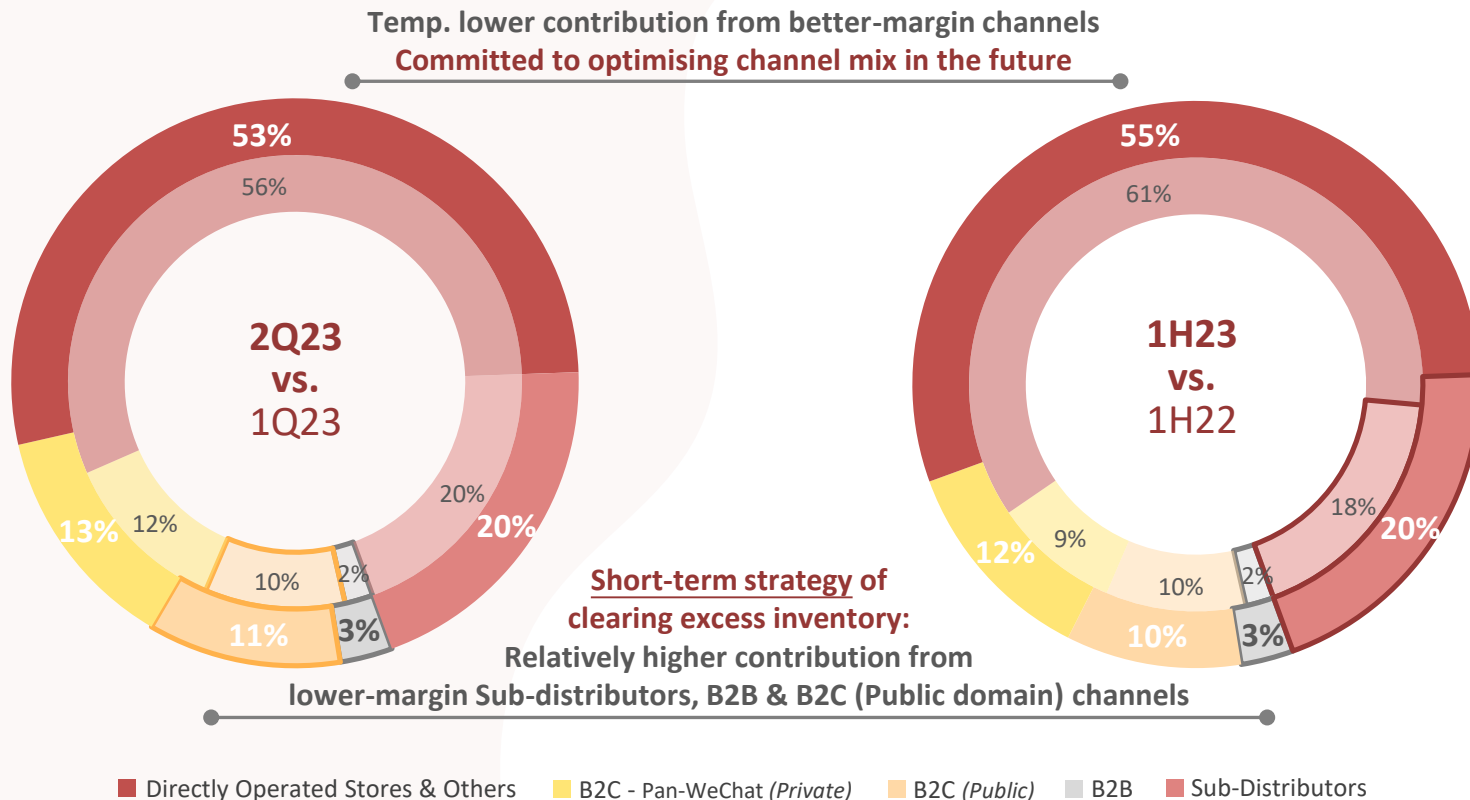 Temp. lower contribution from better-margin channels
Committed to optimising channel mix in the future
53%
56%
2Q23
vs.
1Q23
20%
20%
13%
12%
10%
2%
11%
3%
55%
61%
1H23
vs.
1H22
18%
20%
12%
9%
10%
2%
10%
3%
Short-term strategy of
clearing excess inventory:
Relatively higher contribution from
lower-margin Sub-distributors, B2B & B2C (Public domain) channels
Directly Operated Stores & Others B2C - Pan-WeChat (Private) B2C (Public) B2B Sub-Distributors